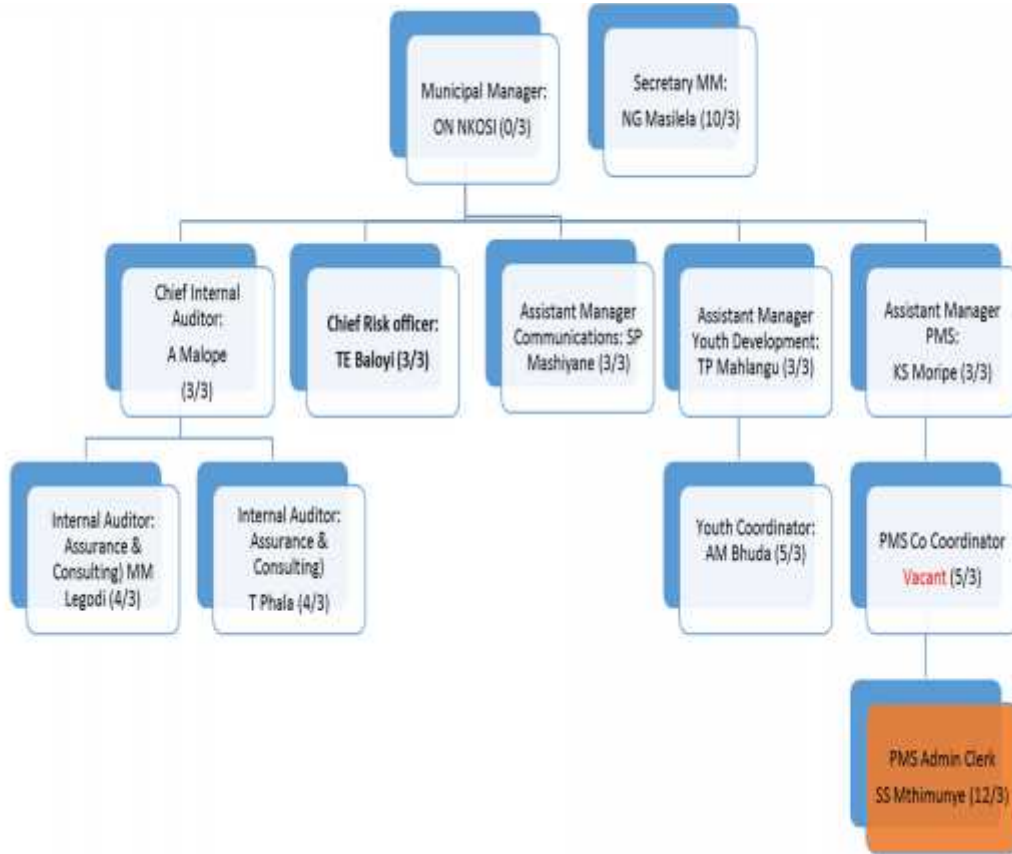 Municipal Manager:
ON NKOSI (0/3)
Secretary MM:
NG Masilela (10/3)
Chief Internal
Auditor:
A Malope
(3/3)
Chief Risk officer:
TE Baloyi (3/3)
Assistant Manager
Communications: SP
Mashiyane (3/3)
Assistant Manager
Youth Development:
TP Mahlangu (3/3)
Assistant Manager
PMS:
KS Moripe (3/3)
Internal Auditor:
Assurance &
Consulting) MM
Legodi (4/3)
Internal Auditor:
Assurance &
Consulting)
T Phala (4/3)
Youth Coordinator:
AM Bhuda (5/3)
PMS Co Coordinator
Vacant (5/3)
PMS Admin Clerk
SS Mthimunye (12/3)